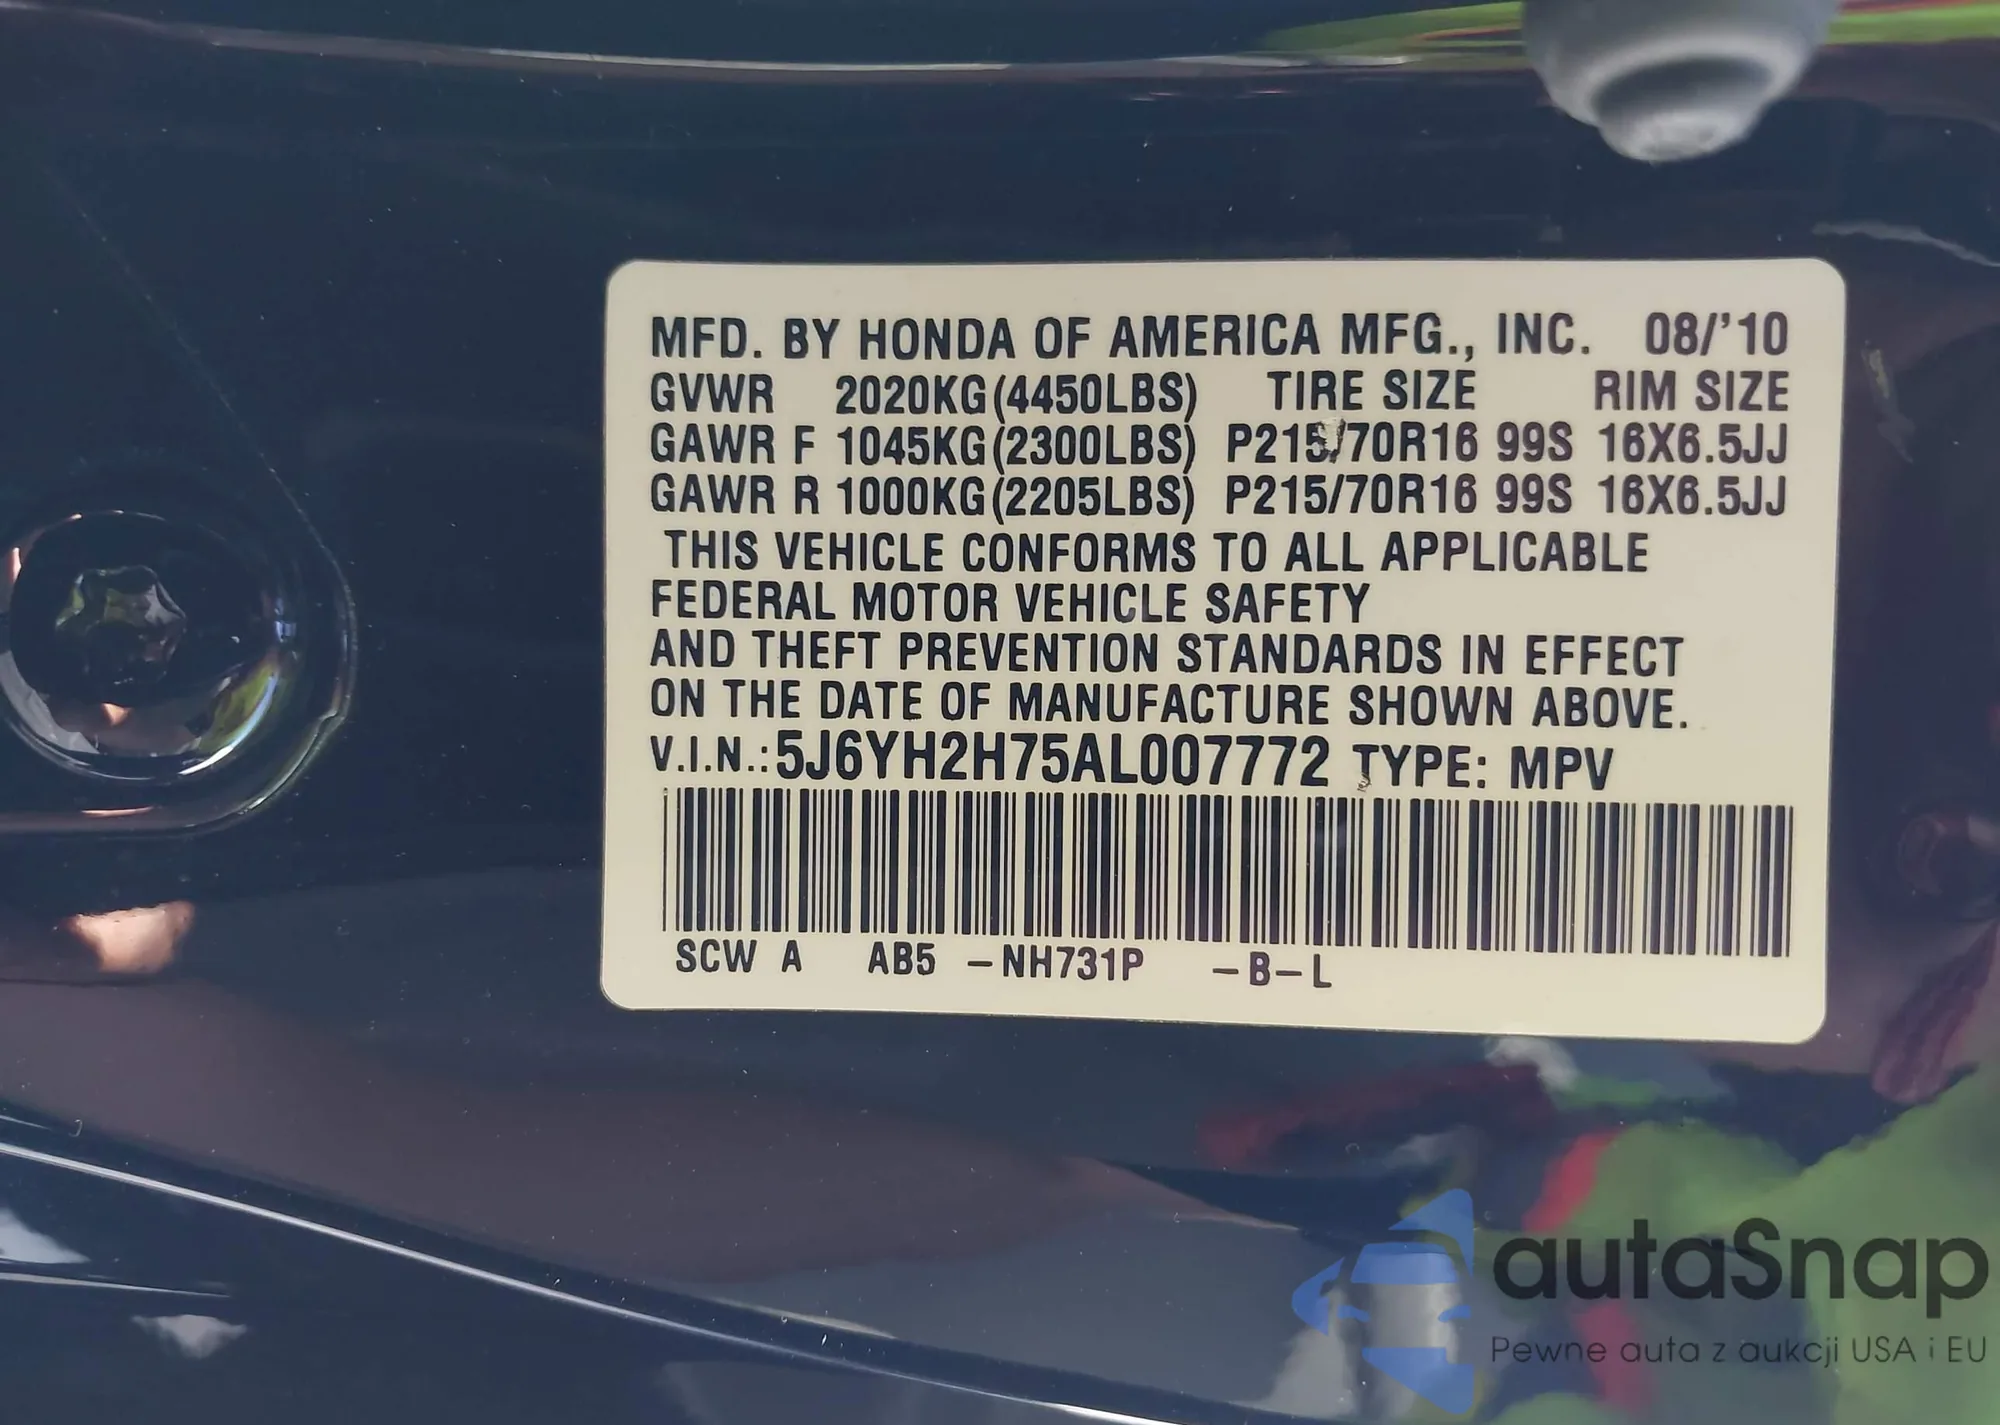 MFD. BY HONDA OF AMERICA MFG., INC. 08/'10
GVWR 2020KG(4450LBS) TIRE SIZE RIM SIZE
GAWR F 1045KG(2300LBS) P215/70R16 99S 16X6.5JJ
GAWR R 1000KG(2205LBS) P215/70R16 99S 16X6.5JJ
THIS VEHICLE CONFORMS TO ALL APPLICABLE
FEDERAL MOTOR VEHICLE SAFETY
AND THEFT PREVENTION STANDARDS IN EFFECT
ON THE DATE OF MANUFACTURE SHOWN ABOVE.
V.I.N.:5J6YH2H75AL007772 TYPE: MPV
SCW A AB5 -NH731P -B-L
autaSnap
Pewne auta z aukcji USA i EU